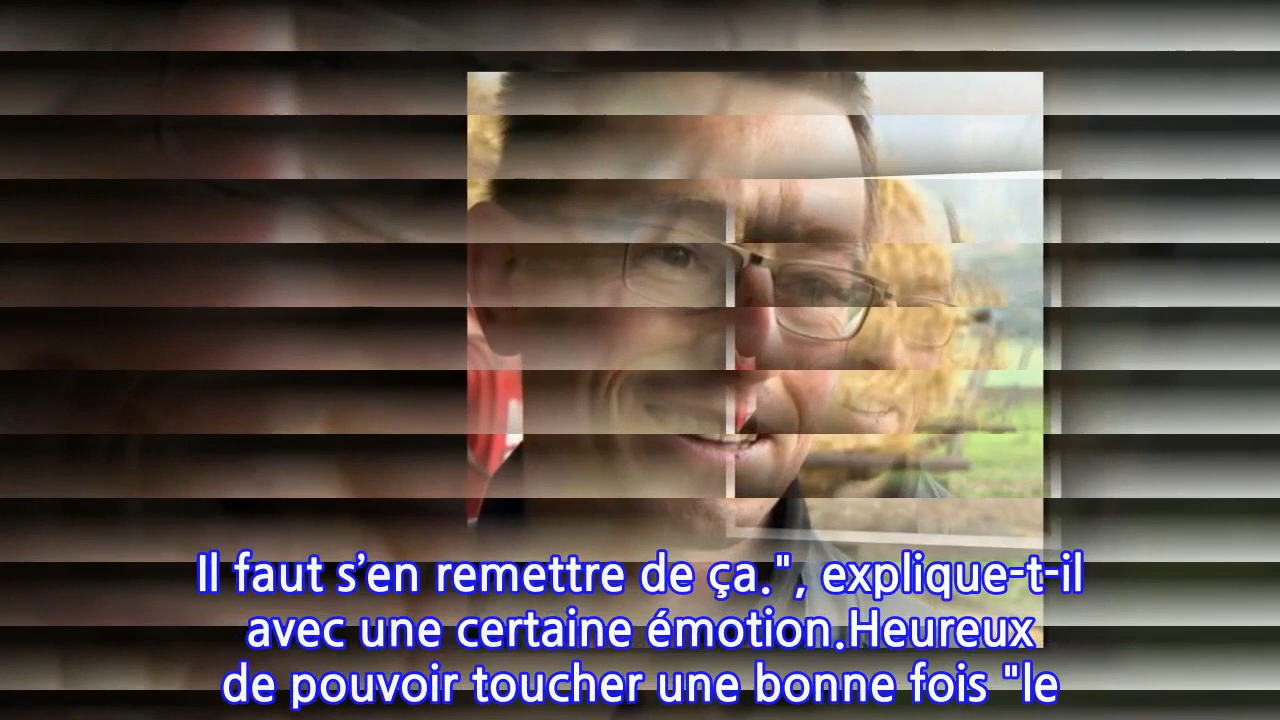 Il faut s’en remettre de ça.", explique-t-il
avec une certaine émotion.Heureux
de pouvoir toucher une bonne fois "le